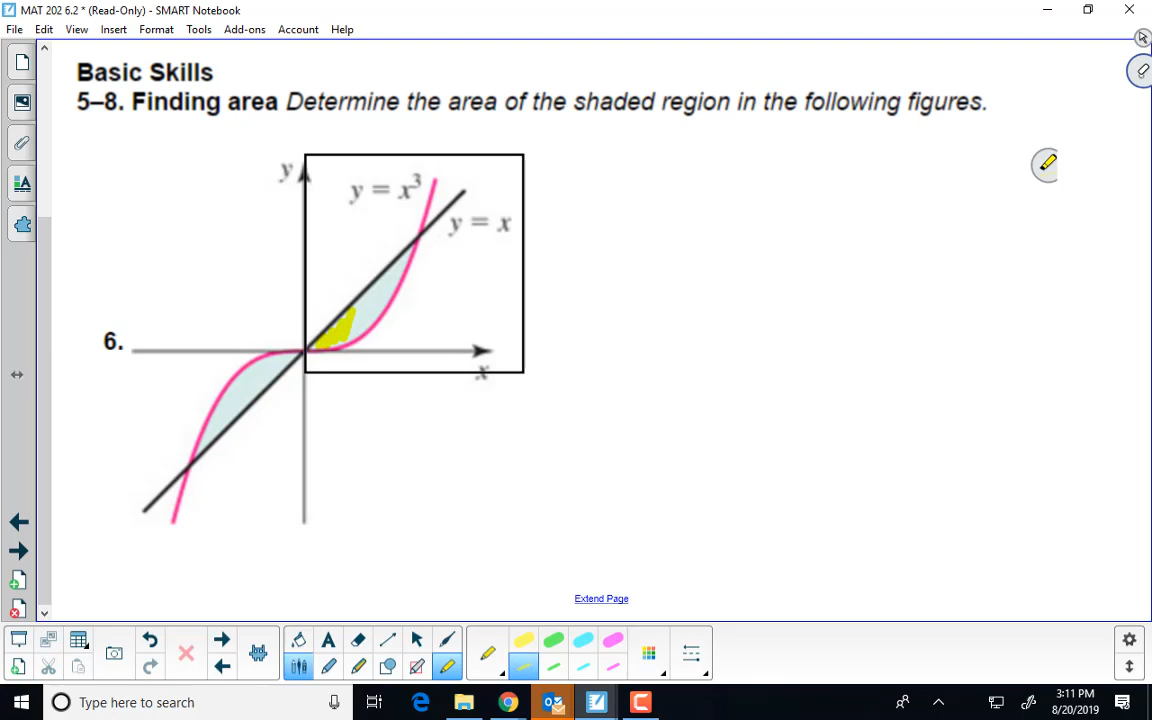 MAT 202 6.2 * (Read-Only) - SMART Notebook
File Edit View Insert Format Tools Add-ons Account Help
Basic Skills
5–8. Finding area Determine the area of the shaded region in the following figures.
y
y = x³
y = x
6.
x
Extend Page
Type here to search
3:11 PM
8/20/2019